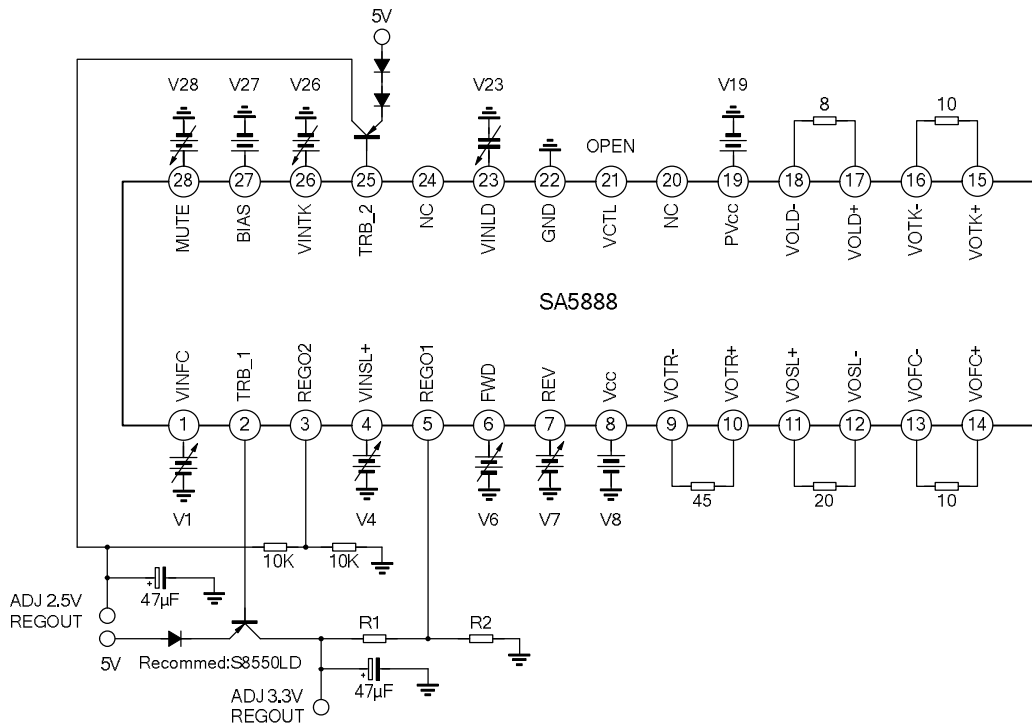 5V
V28 V27 V26 V23 V19
8 10
OPEN
28 27 26 25 24 23 22 21 20 19 18 17 16 15
MUTE BIAS VINTK TRB_2 NC VINLD GND VCTL NC PVcc VOLD- VOLD+ VOTK- VOTK+
SA5888
VINFC TRB_1 REGO2 VINSL+ REGO1 FWD REV Vcc VOTR- VOTR+ VOSL+ VOSL- VOFC- VOFC+
1 2 3 4 5 6 7 8 9 10 11 12 13 14
45 20 10
V1 V4 V6 V7 V8
10K 10K
+
47µF
ADJ 2.5V
REGOUT
R1 R2
5V
Recommed:S8550LD
+
47µF
ADJ 3.3V
REGOUT